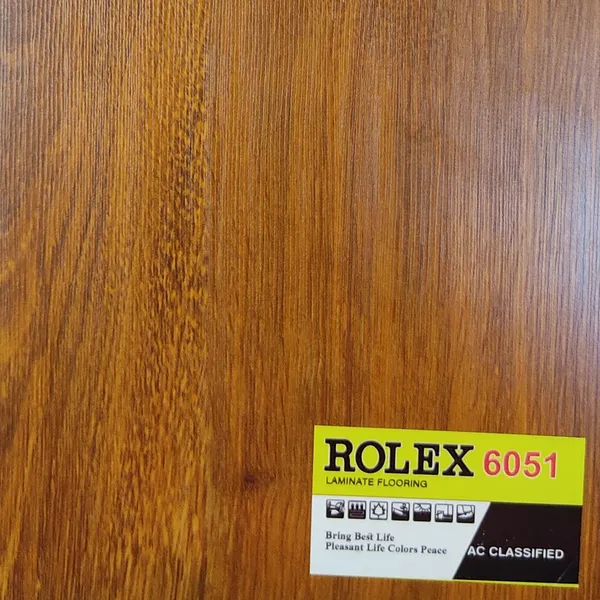 ROLEX 6051
LAMINATE FLOORING
Bring Best Life
Pleasant Life Colors Peace
AC CLASSIFIED